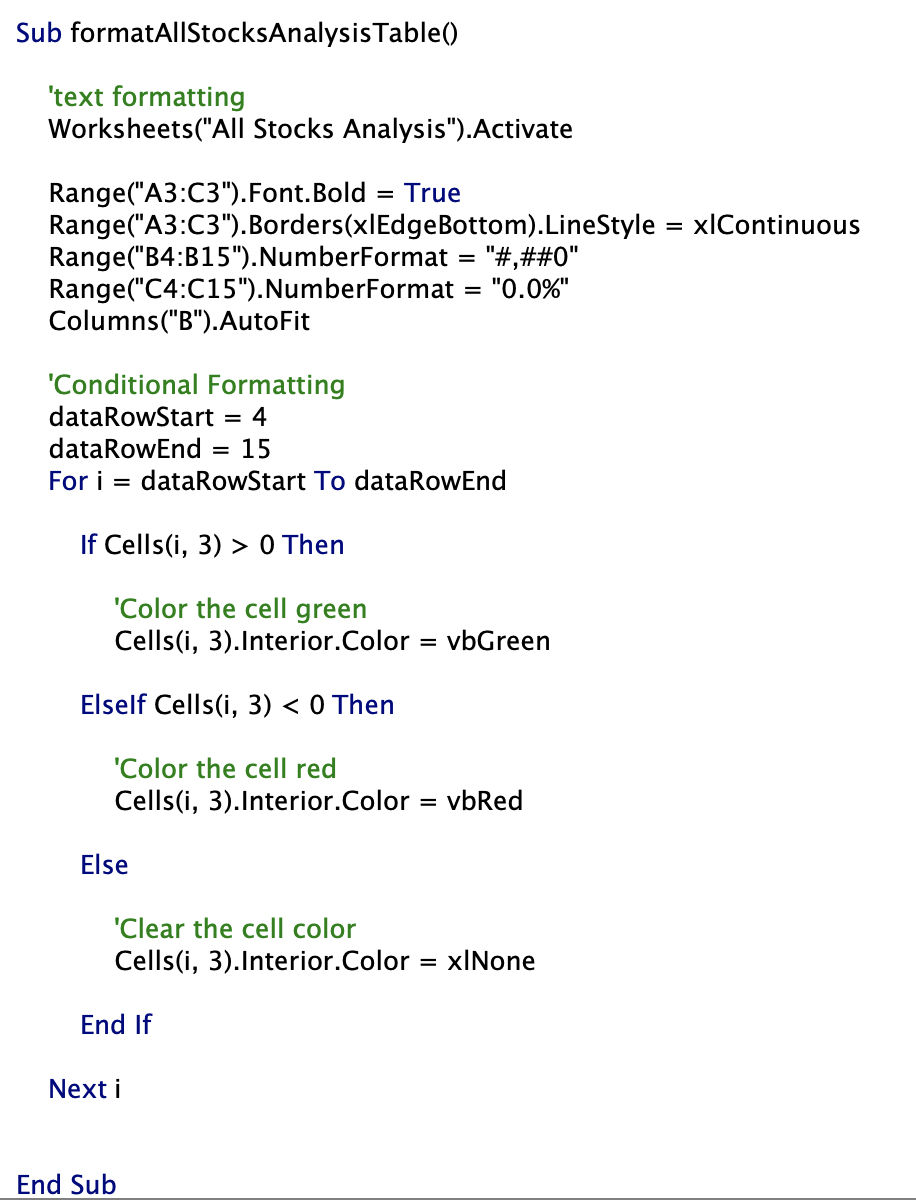 Sub formatAllStocksAnalysisTable()
'text formatting
Worksheets("All Stocks Analysis").Activate
Range("A3:C3").Font.Bold = True
Range("A3:C3").Borders(xlEdgeBottom).LineStyle = xlContinuous
Range("B4:B15").NumberFormat = "#,##0"
Range("C4:C15").NumberFormat = "0.0%"
Columns("B").AutoFit
'Conditional Formatting
dataRowStart = 4
dataRowEnd = 15
For i = dataRowStart To dataRowEnd
If Cells(i, 3) > 0 Then
'Color the cell green
Cells(i, 3).Interior.Color = vbGreen
ElseIf Cells(i, 3) < 0 Then
'Color the cell red
Cells(i, 3).Interior.Color = vbRed
Else
'Clear the cell color
Cells(i, 3).Interior.Color = xlNone
End If
Next i
End Sub